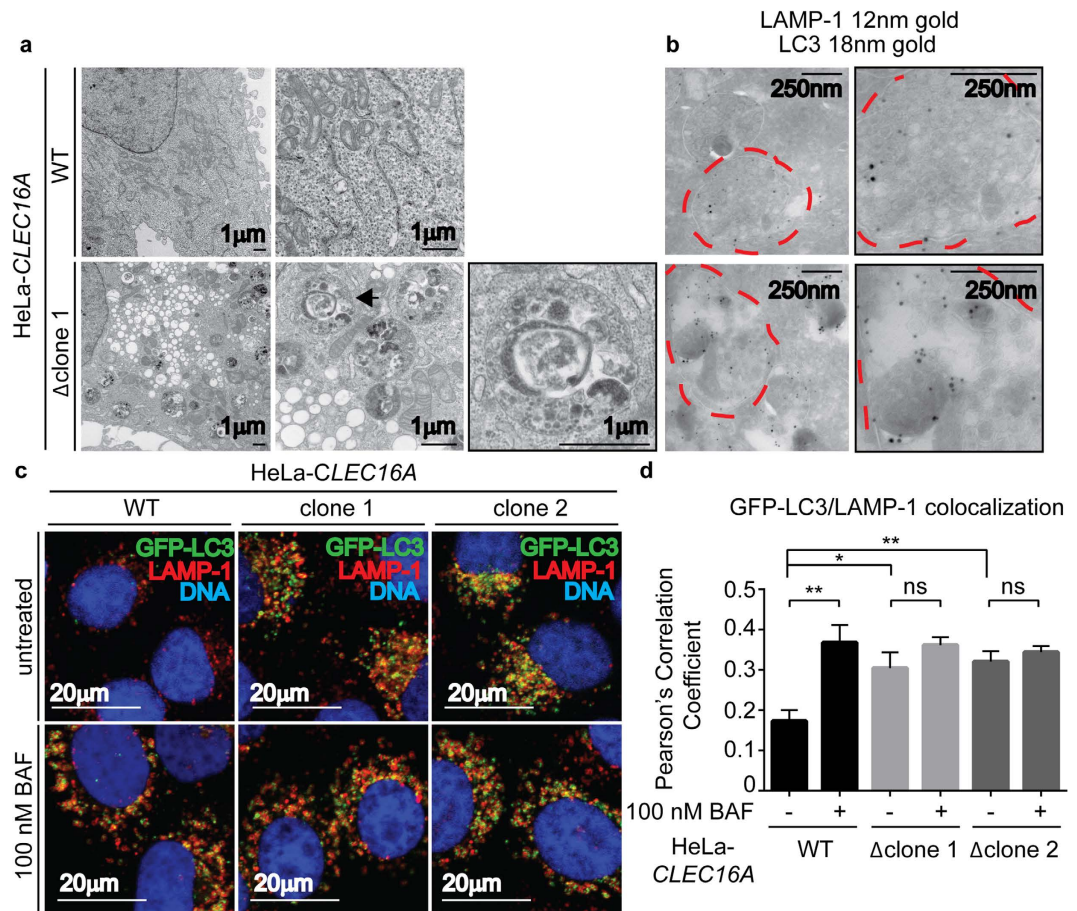 a
HeLa-CLEC16A
WT
1μm
1μm
Δclone 1
1μm
1μm
1μm
b
LAMP-1 12nm gold
LC3 18nm gold
250nm
250nm
250nm
250nm
c
HeLa-CLEC16A
WT
clone 1
clone 2
untreated
GFP-LC3
LAMP-1
DNA
20μm
GFP-LC3
LAMP-1
DNA
20μm
GFP-LC3
LAMP-1
DNA
20μm
100 nM BAF
20μm
20μm
20μm
d
GFP-LC3/LAMP-1 colocalization
Pearson's Correlation
Coefficient
0.5
0.4
0.3
0.2
0.1
0
**
*
** ns ns
100 nM BAF - + - + - +
HeLa-
CLEC16A
WT Δclone 1 Δclone 2